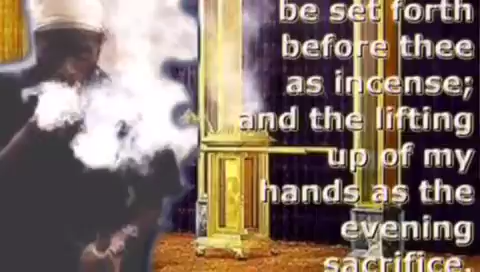 be set forth
before thee
as incense;
and the lifting
up of my
hands as the
evening
sacrifice.